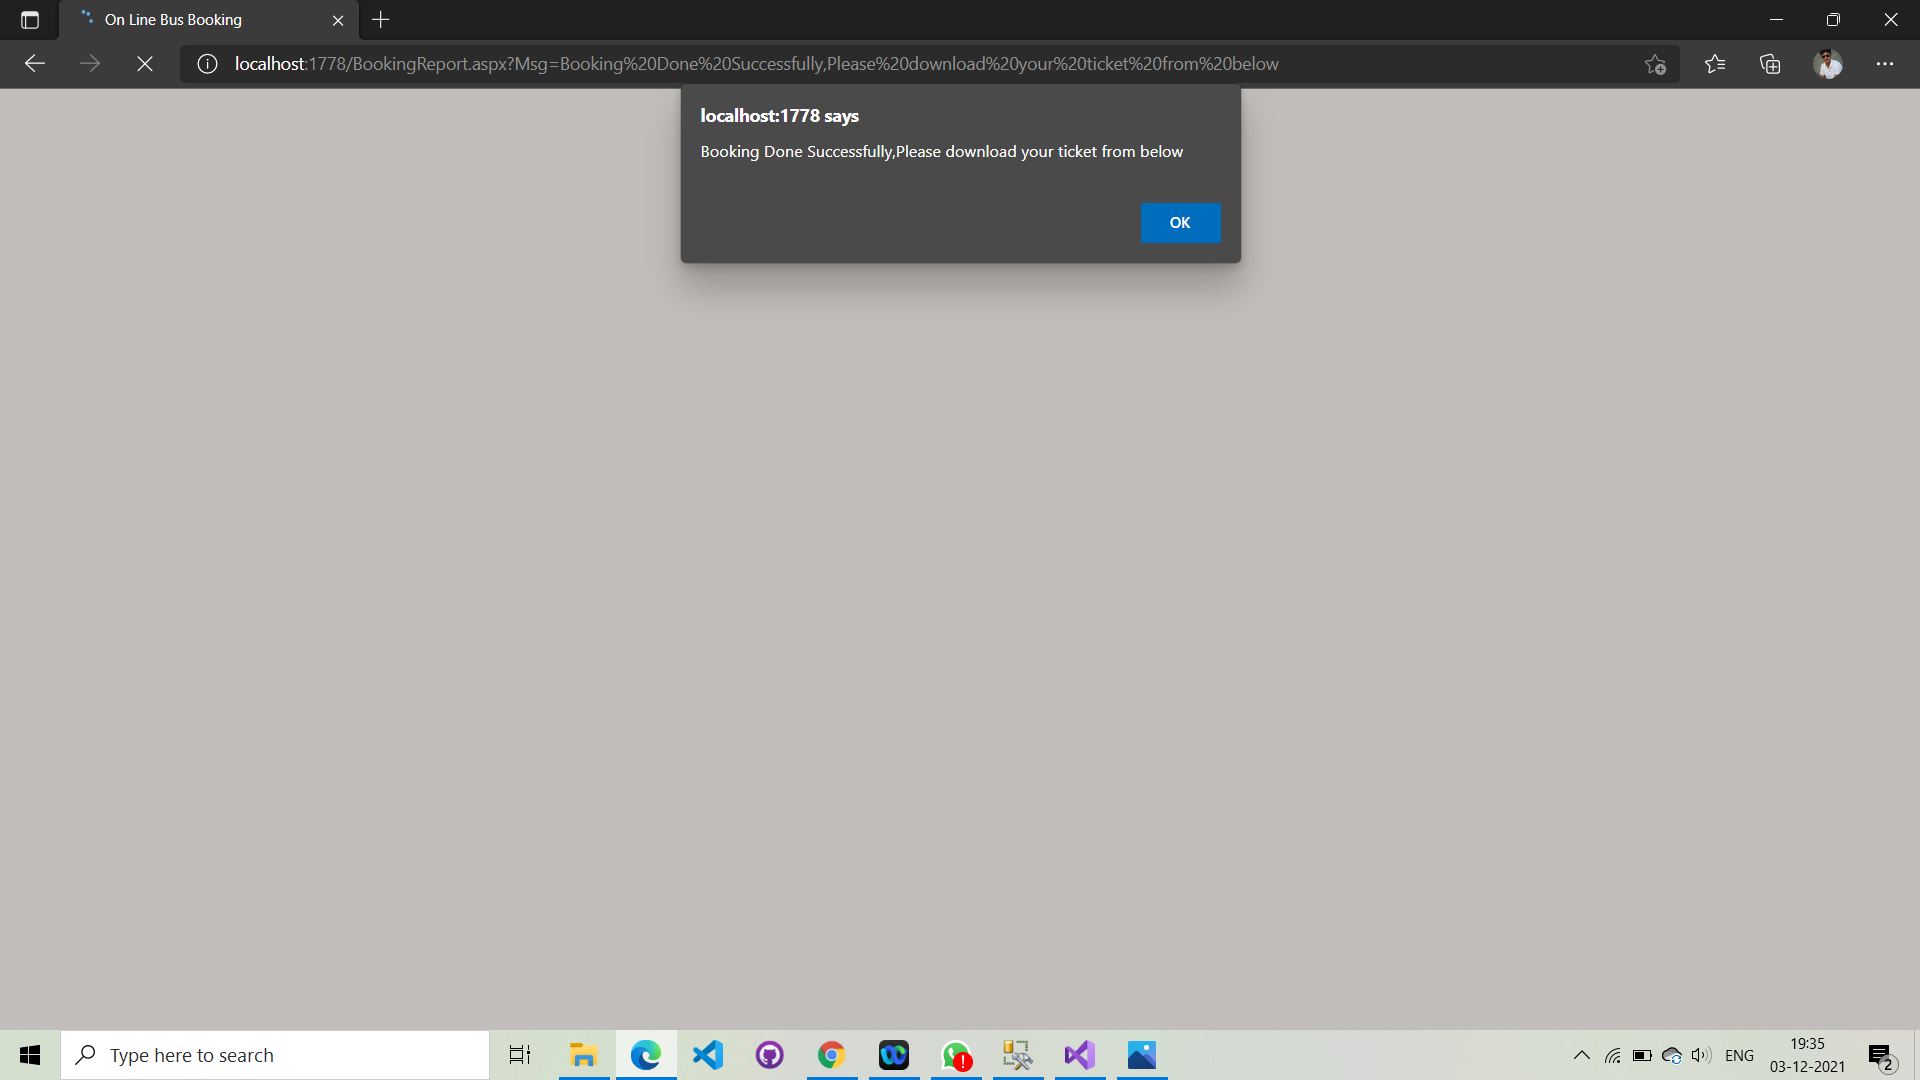 On Line Bus Booking
localhost:1778/BookingReport.aspx?Msg=Booking%20Done%20Successfully,Please%20download%20your%20ticket%20from%20below
localhost:1778 says
Booking Done Successfully,Please download your ticket from below
OK
Type here to search
ENG
19:35
03-12-2021
2